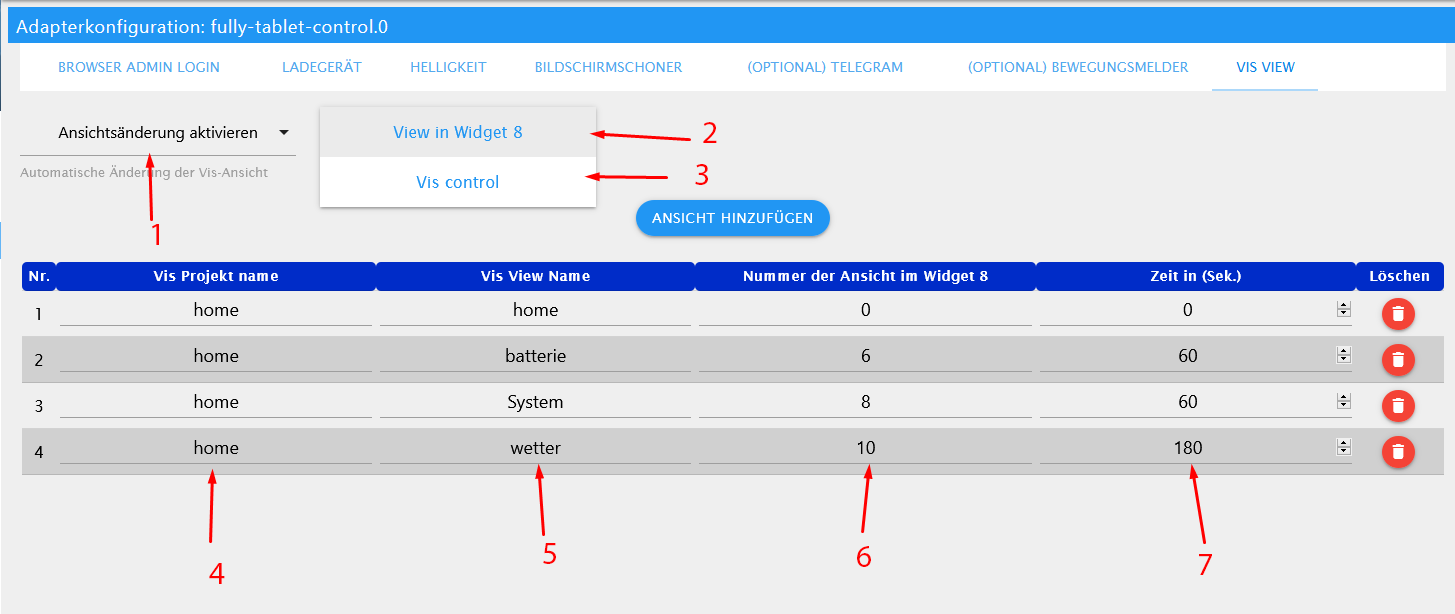 Adapterkonfiguration: fully-tablet-control.0
BROWSER ADMIN LOGIN LADEGERÄT HELLIGKEIT BILDSCHIRMSCHONER (OPTIONAL) TELEGRAM (OPTIONAL) BEWEGUNGSMELDER VIS VIEW
Ansichtsänderung aktivieren View in Widget 8 2
Automatische Änderung der Vis-Ansicht Vis control 3
1 ANSICHT HINZUFÜGEN
Nr. Vis Projekt name Vis View Name Nummer der Ansicht im Widget 8 Zeit in (Sek.) Löschen
1 home home 0 0
2 home batterie 6 60
3 home System 8 60
4 home wetter 10 180
4 5 6 7